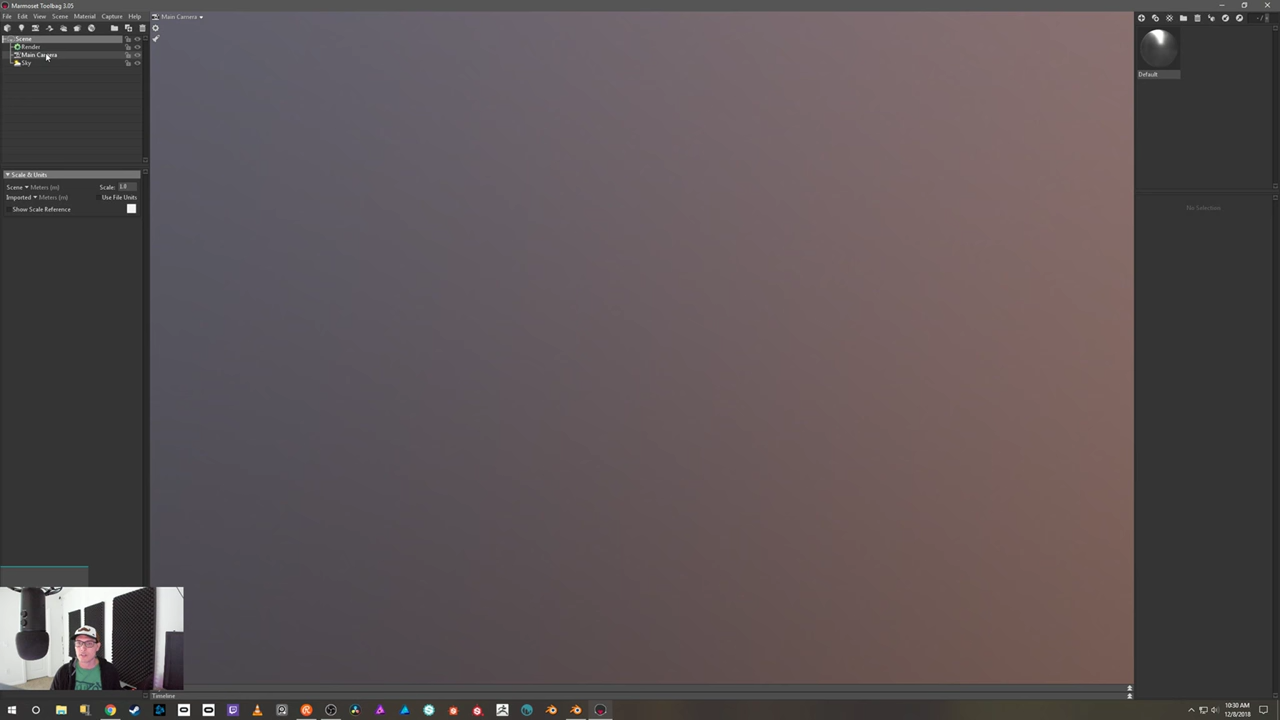 Marmoset Toolbag 3.05
File Edit View Scene Material Capture Help
Main Camera
Scene
Render
Main Camera
Sky
Default
Scale & Units
Scene Meters (m) Scale: 1.0
Imported Meters (m) Use File Units
Show Scale Reference
No Selection
Timeline
10:30 AM
12/8/2018